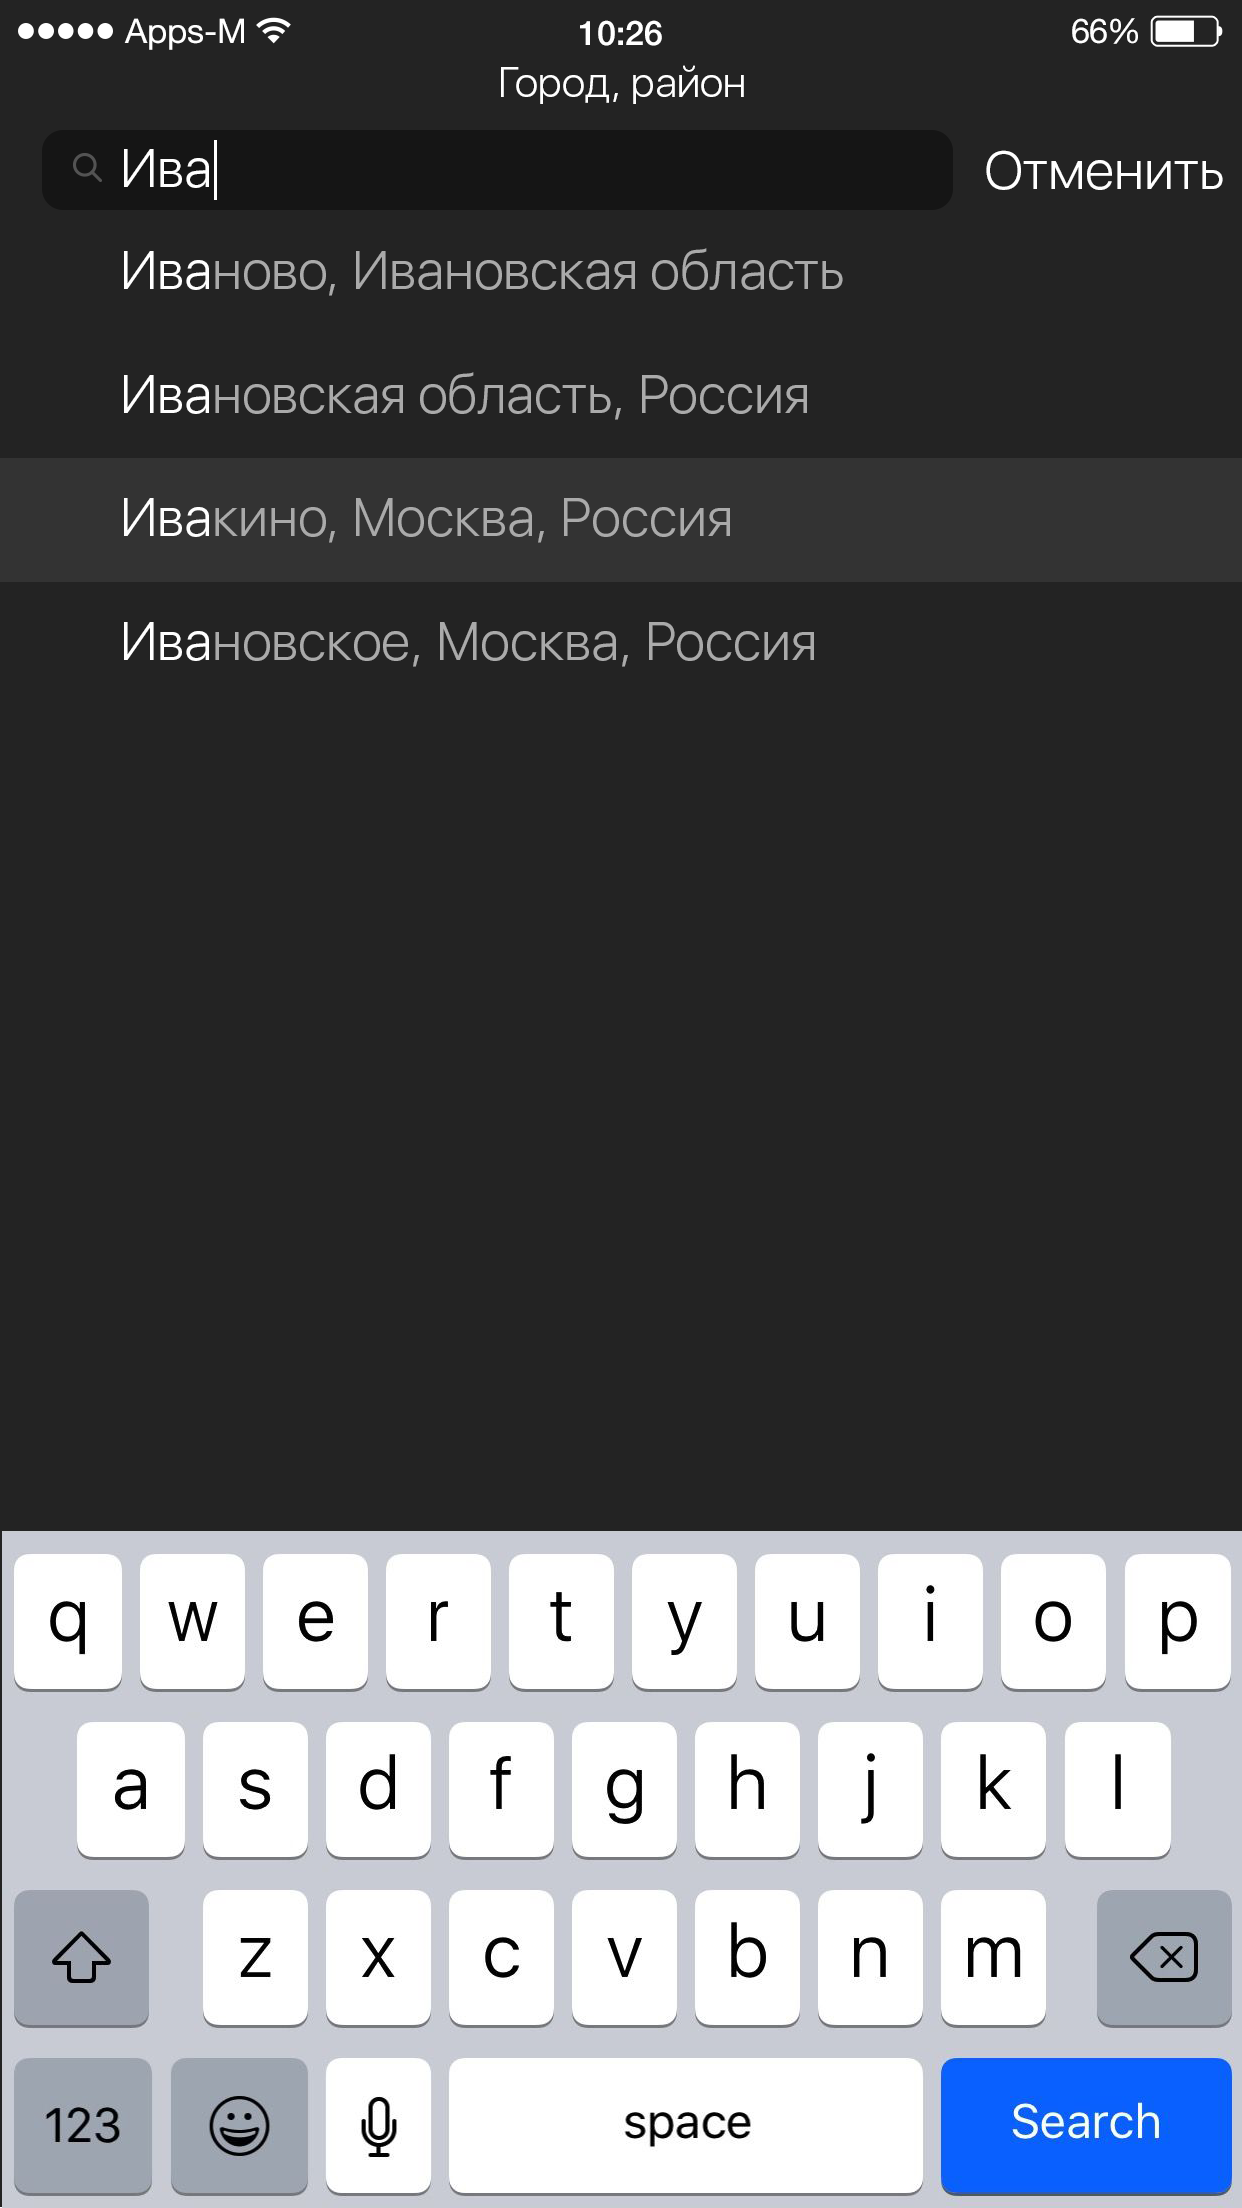 Apps-M 10:26 66%
Город, район
Ива Отменить
Иваново, Ивановская область
Ивановская область, Россия
Ивакино, Москва, Россия
Ивановское, Москва, Россия
q w e r t y u i o p
a s d f g h j k l
z x c v b n m
123 space Search